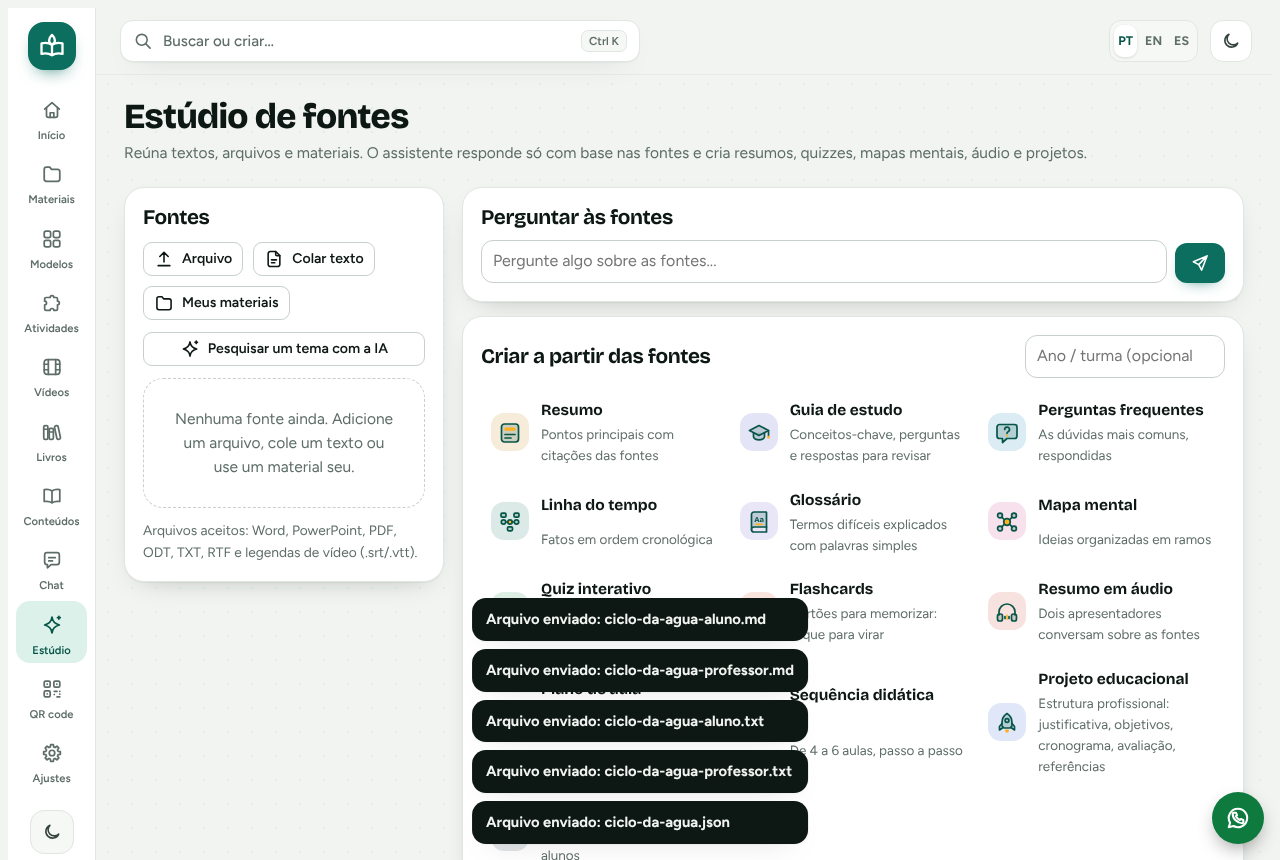 Buscar ou criar...
Ctrl K
PT
EN
ES
Início
Materiais
Modelos
Atividades
Vídeos
Livros
Conteúdos
Chat
Estúdio
QR code
Ajustes
Estúdio de fontes
Reúna textos, arquivos e materiais. O assistente responde só com base nas fontes e cria resumos, quizzes, mapas mentais, áudio e projetos.
Fontes
Arquivo
Colar texto
Meus materiais
Pesquisar um tema com a IA
Nenhuma fonte ainda. Adicione
um arquivo, cole um texto ou
use um material seu.
Arquivos aceitos: Word, PowerPoint, PDF,
ODT, TXT, RTF e legendas de vídeo (.srt/.vtt).
Perguntar às fontes
Pergunte algo sobre as fontes...
Criar a partir das fontes
Ano / turma (opcional
Resumo
Pontos principais com
citações das fontes
Guia de estudo
Conceitos-chave, perguntas
e respostas para revisar
Perguntas frequentes
As dúvidas mais comuns,
respondidas
Linha do tempo
Fatos em ordem cronológica
Glossário
Termos difíceis explicados
com palavras simples
Mapa mental
Ideias organizadas em ramos
Quiz interativo
Flashcards
para memorizar:
para virar
Resumo em áudio
Dois apresentadores
conversam sobre as fontes
Sequência didática
De 4 a 6 aulas, passo a passo
Projeto educacional
Estrutura profissional:
justificativa, objetivos,
cronograma, avaliação,
referências
Arquivo enviado: ciclo-da-agua-aluno.md
Arquivo enviado: ciclo-da-agua-professor.md
Arquivo enviado: ciclo-da-agua-aluno.txt
Arquivo enviado: ciclo-da-agua-professor.txt
Arquivo enviado: ciclo-da-agua.json
alunos